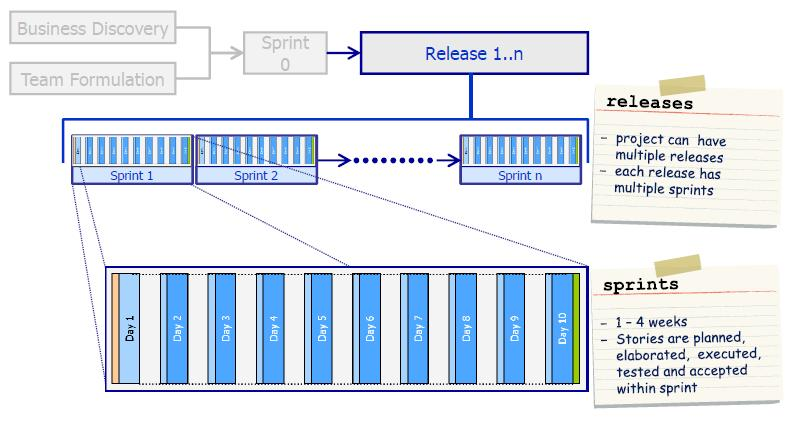 Business Discovery
Team Formulation
Sprint
0
Release 1..n
releases
– project can have
multiple releases
– each release has
multiple sprints
Sprint 1
Sprint 2
Sprint n
Day 1
Day 2
Day 3
Day 4
Day 5
Day 6
Day 7
Day 8
Day 9
Day 10
sprints
– 1 – 4 weeks
– Stories are planned,
elaborated, executed,
tested and accepted
within sprint